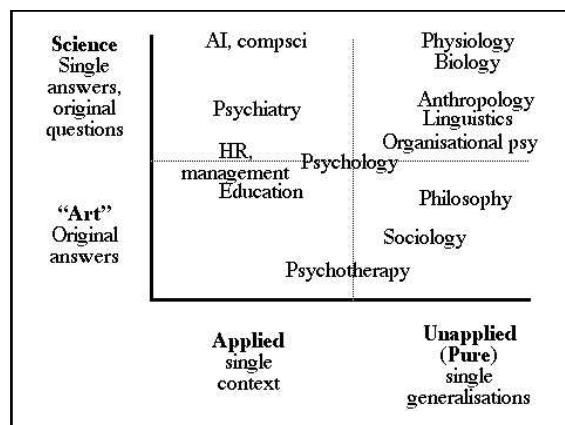 Science
Single
answers,
original
questions
“Art”
Original
answers
AI, compsci
Physiology
Biology
Psychiatry
Anthropology
Linguistics
Organisational psy
HR,
management
Psychology
Education
Philosophy
Sociology
Psychotherapy
Applied
single
context
Unapplied
(Pure)
single
generalisations